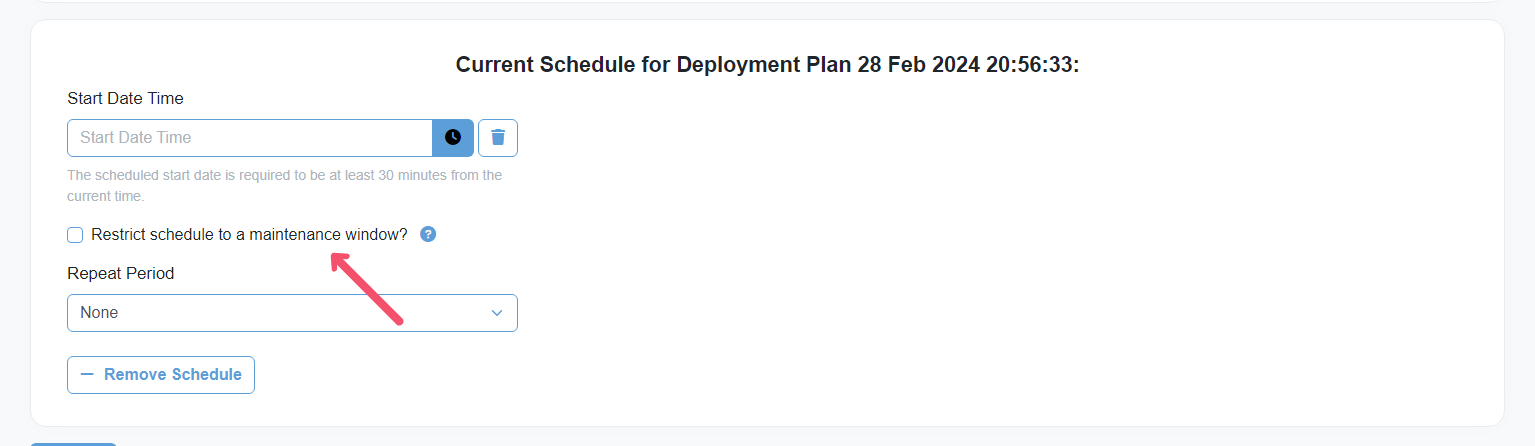 Current Schedule for Deployment Plan 28 Feb 2024 20:56:33:
Start Date Time
Start Date Time
The scheduled start date is required to be at least 30 minutes from the
current time.
Restrict schedule to a maintenance window? ?
Repeat Period
None
Remove Schedule